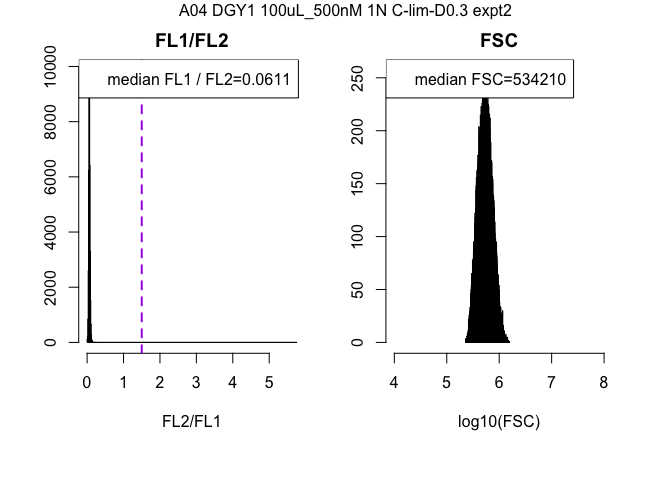 A04 DGY1 100uL_500nM 1N C-lim-D0.3 expt2
FL1/FL2
median FL1 / FL2=0.0611
10000
8000
6000
4000
2000
0
0 1 2 3 4 5
FL2/FL1
FSC
median FSC=534210
250
200
150
100
50
0
4 5 6 7 8
log10(FSC)